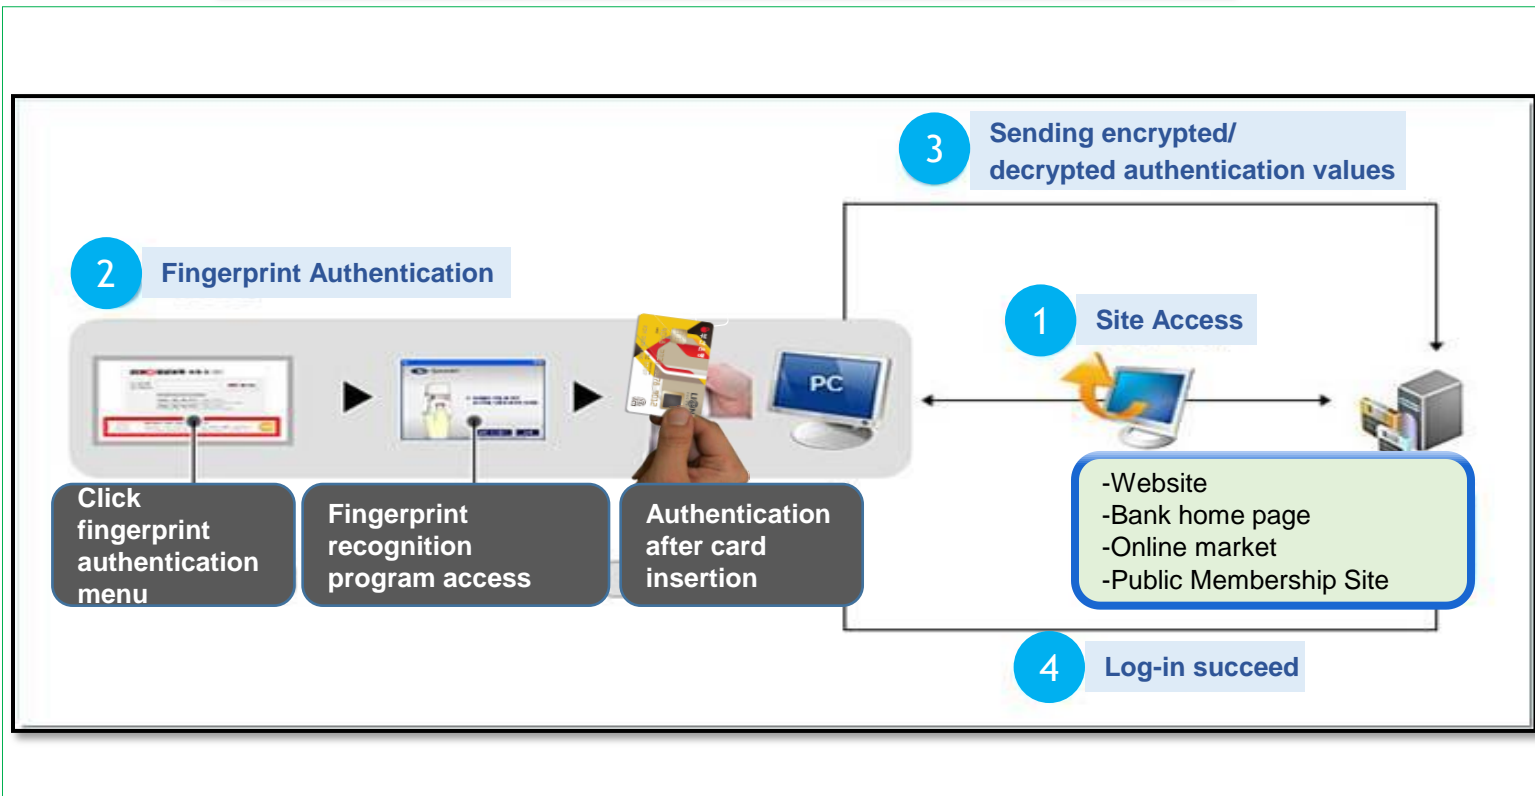 3
Sending encrypted/
decrypted authentication values
2
Fingerprint Authentication
1
Site Access
PC
Click
fingerprint
authentication
menu
Fingerprint
recognition
program access
Authentication
after card
insertion
-Website
-Bank home page
-Online market
-Public Membership Site
4
Log-in succeed